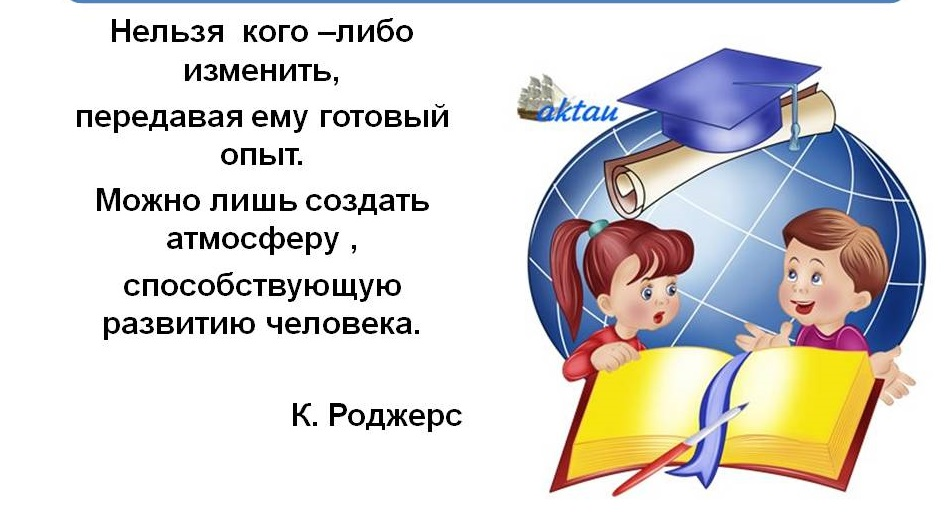 Нельзя кого –либо
изменить,
передавая ему готовый
опыт.
Можно лишь создать
атмосферу ,
способствующую
развитию человека.
К. Роджерс
aktau